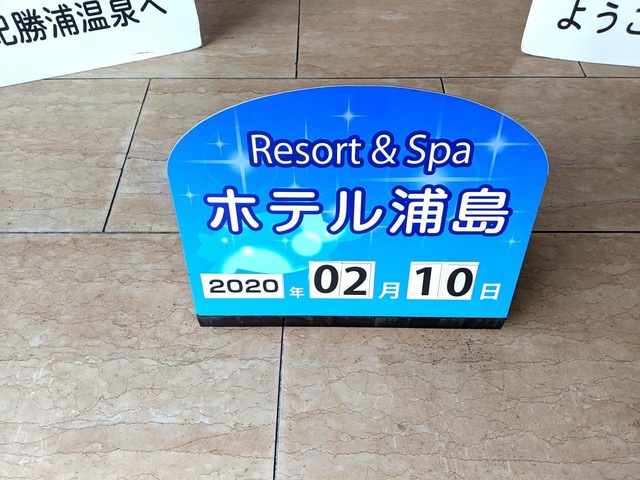 紀勝浦温泉へ
ようこ
Resort & Spa
ホテル浦島
2020年02月10日